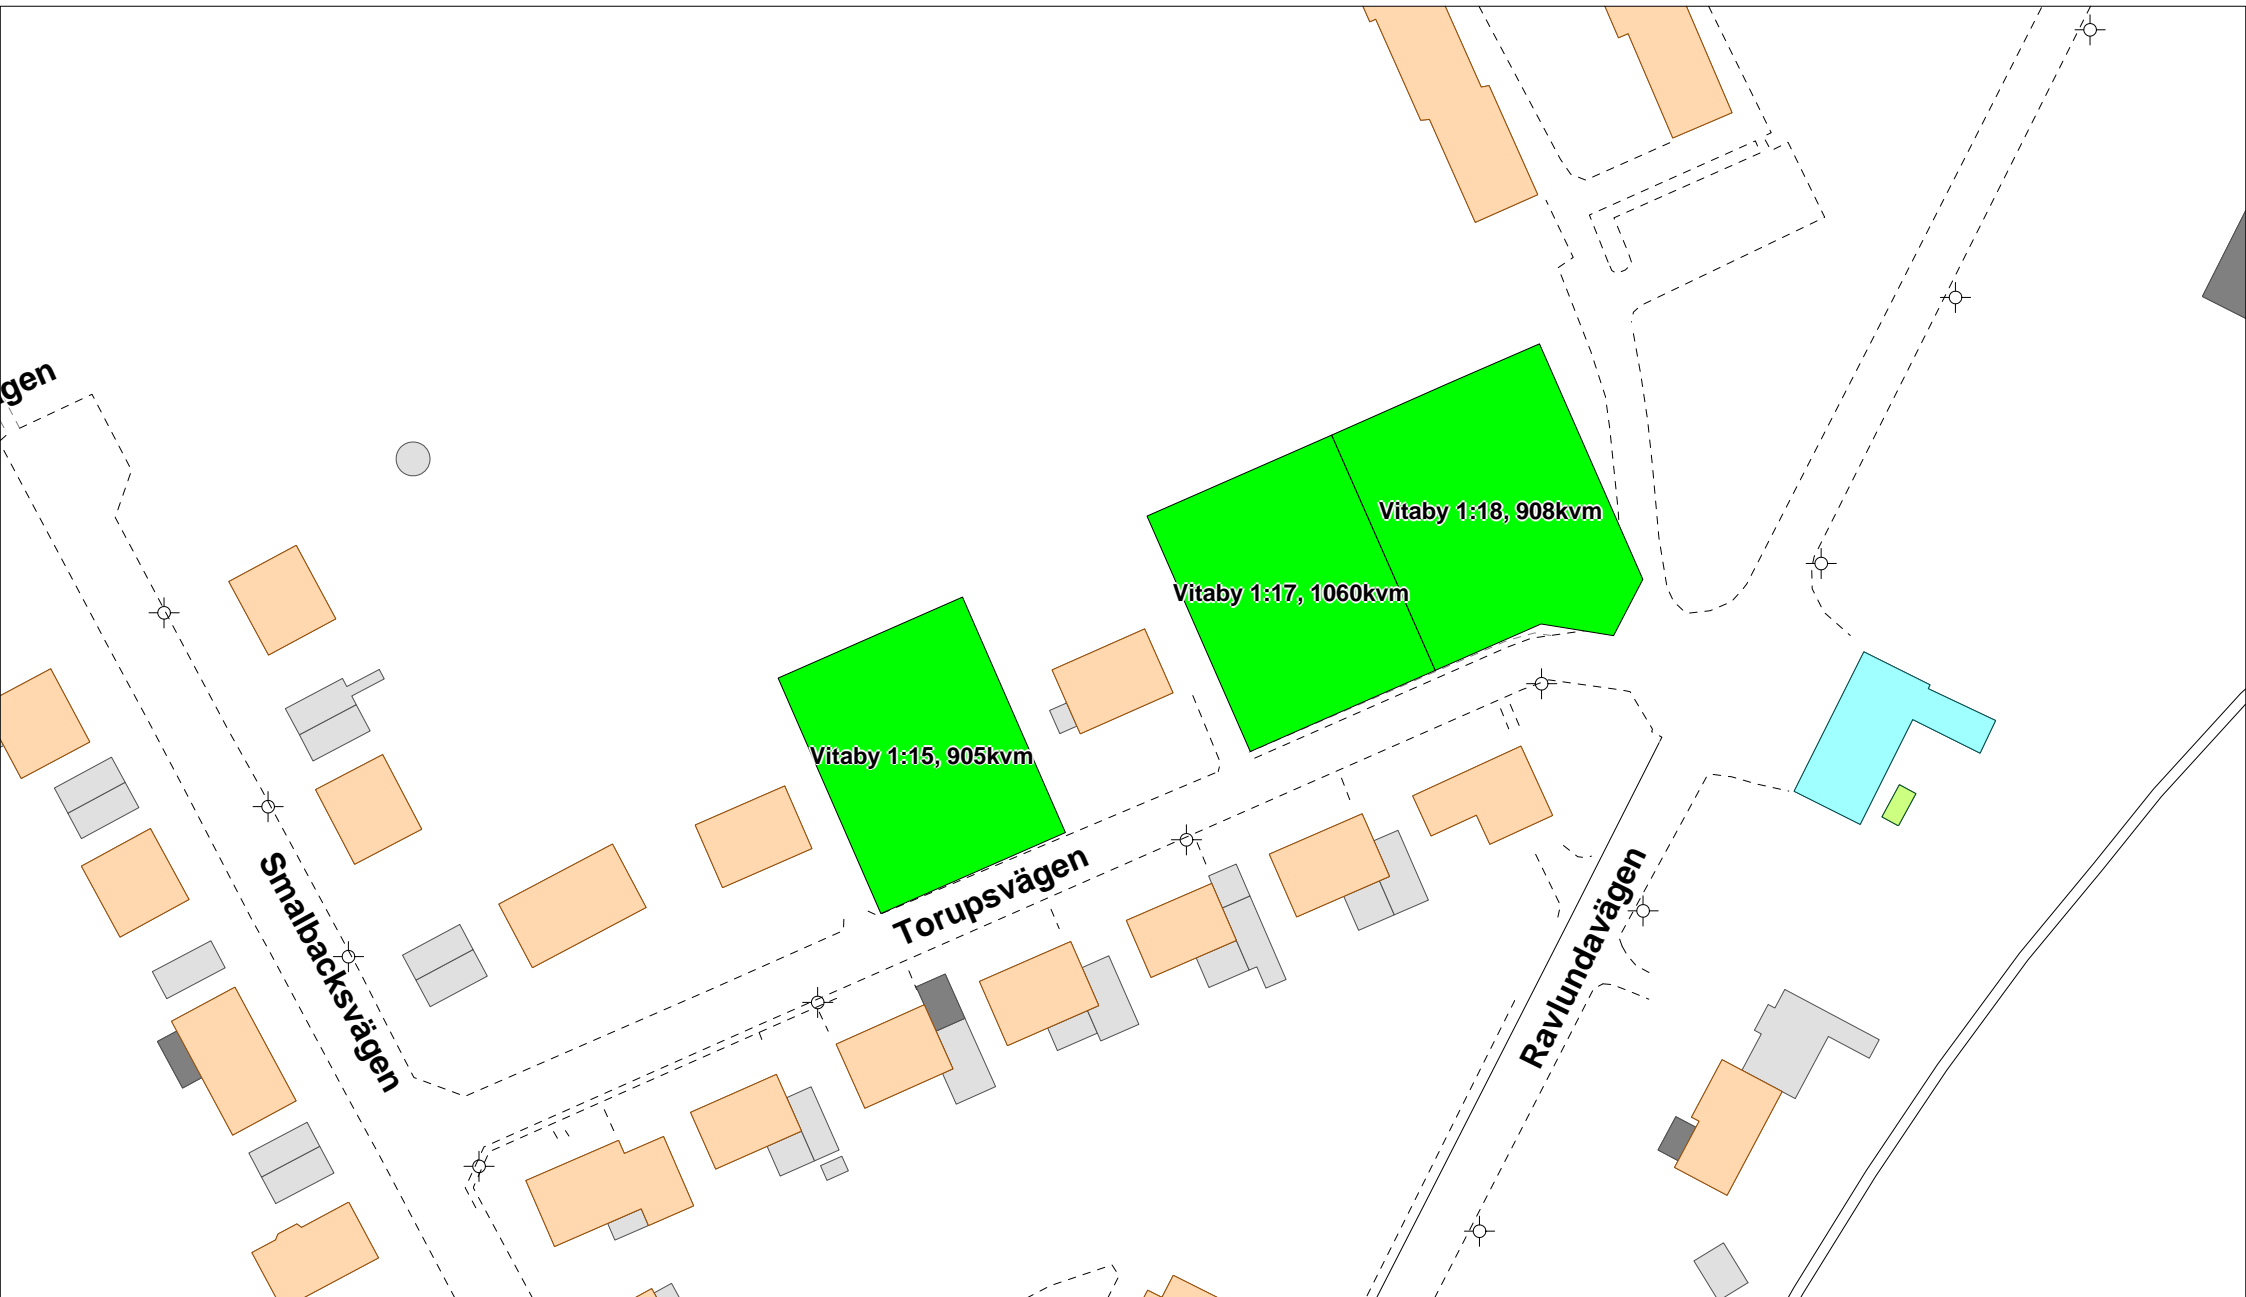 gen
Vitaby 1:18, 908kvm
Vitaby 1:17, 1060kvm
Vitaby 1:15, 905kvm
Torupsvägen
Smalbacksvägen
Ravlundavägen